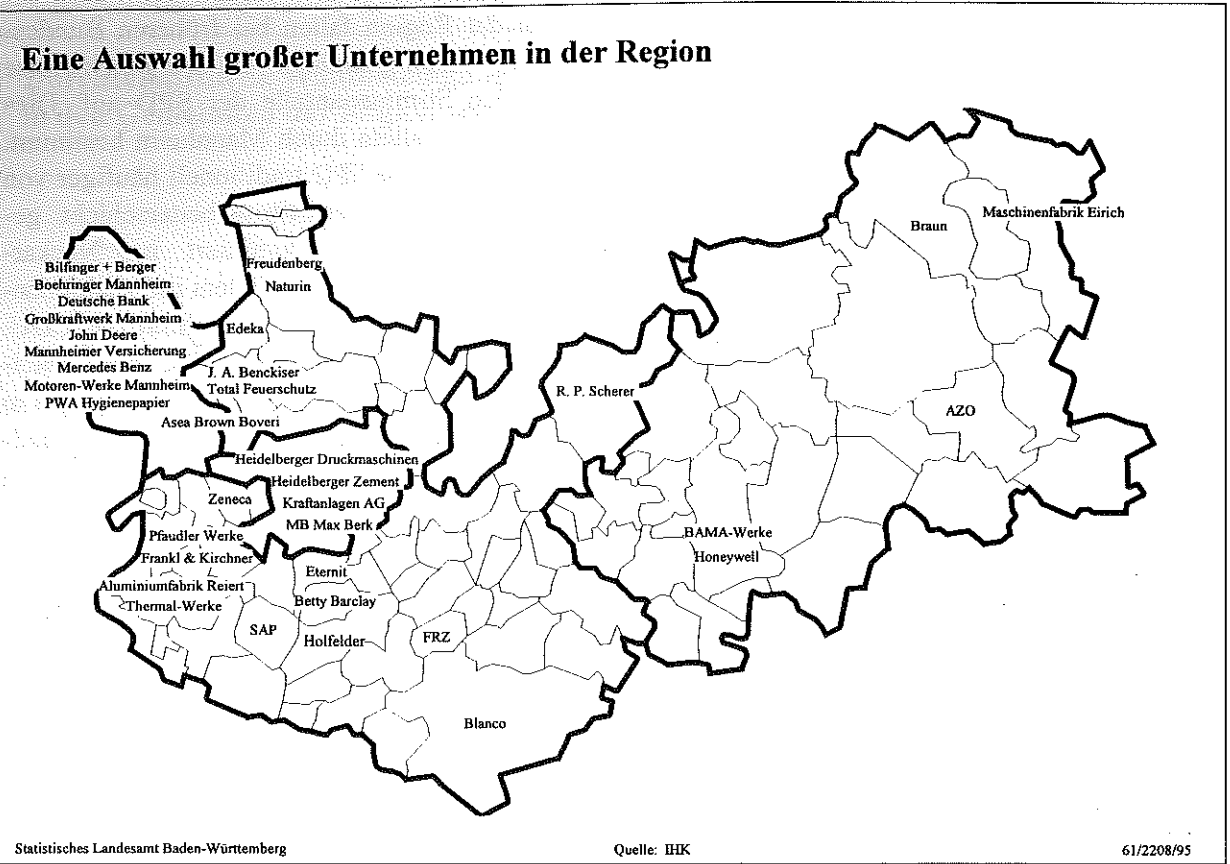 Eine Auswahl großer Unternehmen in der Region
Bilfinger + Berger
Boehringer Mannheim
Deutsche Bank
Großkraftwerk Mannheim
John Deere
Mannheimer Versicherung
Mercedes Benz
Motoren-Werke Mannheim
PWA Hygienepapier
Freudenberg
Naturin
Edeka
J. A. Benckiser
Total Feuerschutz
Asea Brown Boveri
Heidelberger Druckmaschinen
Heidelberger Zement
Kraftanlagen AG
MB Max Berk
Zeneca
Pfaudler Werke
Frankl & Kirchner
Aluminiumfabrik Reiert
Thermal-Werke
Eternit
Betty Barclay
SAP
Holfelder
FRZ
Blanco
R. P. Scherer
BAMA-Werke
Honeywell
Braun
Maschinenfabrik Eirich
AZO
Statistisches Landesamt Baden-Württemberg
Quelle: IHK
61/2208/95